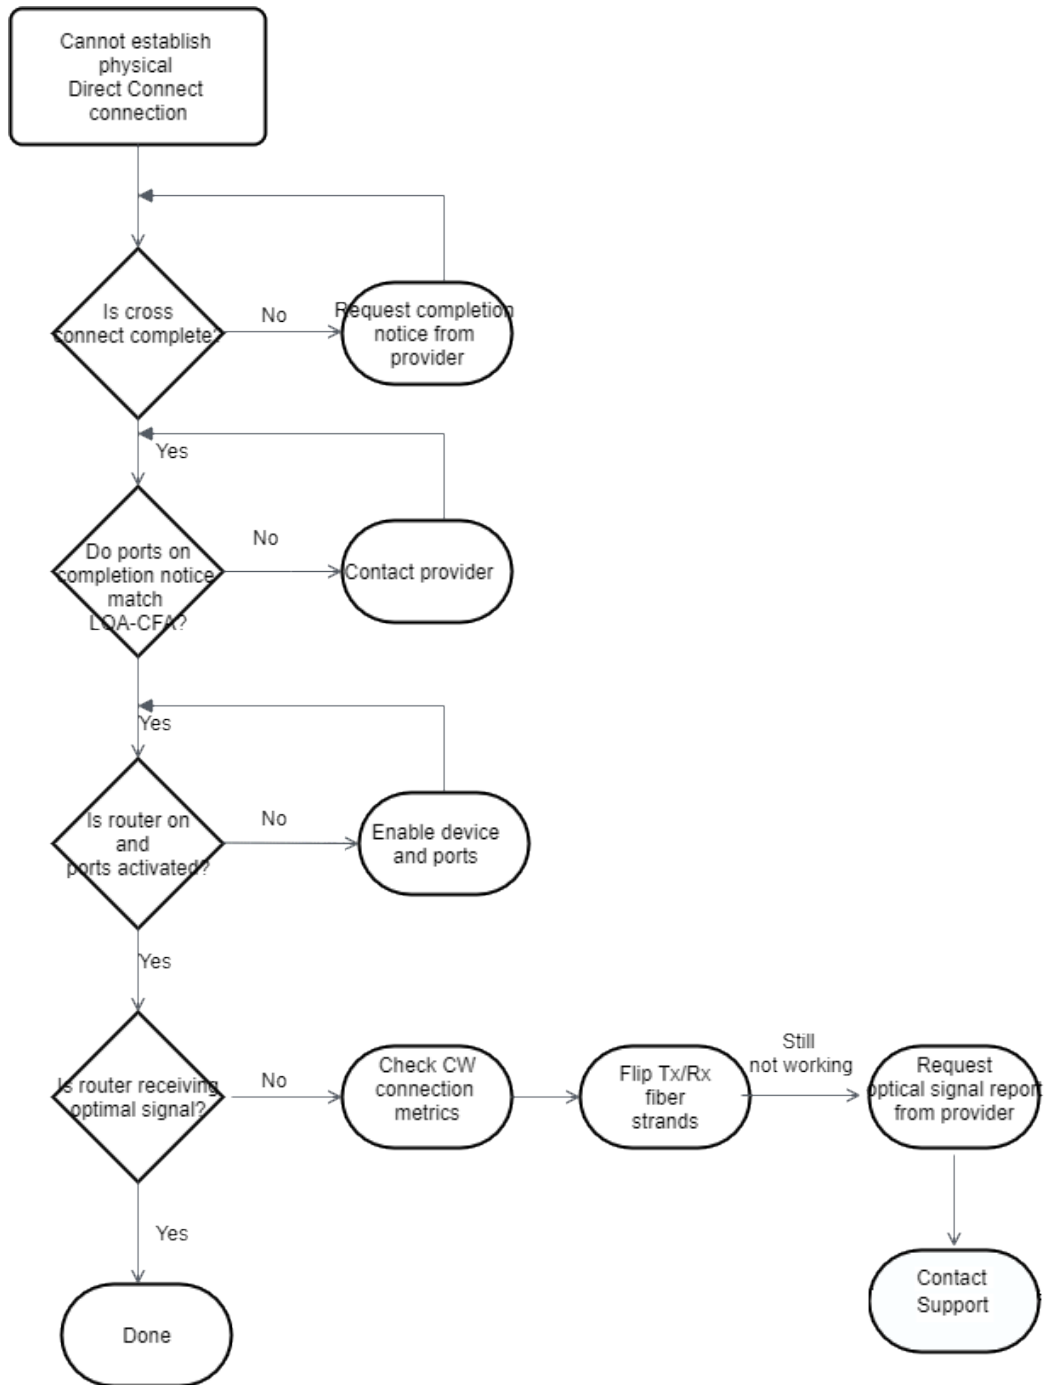 Cannot establish
physical
Direct Connect
connection
Is cross
connect complete?
No
Request completion
notice from
provider
Yes
Do ports on
completion notice
match
LOA-CFA?
No
Contact provider
Yes
Is router on
and
ports activated?
No
Enable device
and ports
Yes
Is router receiving
optimal signal?
No
Check CW
connection
metrics
Flip Tx/Rx
fiber
strands
Still
not working
Request
optical signal report
from provider
Yes
Contact
Support
Done